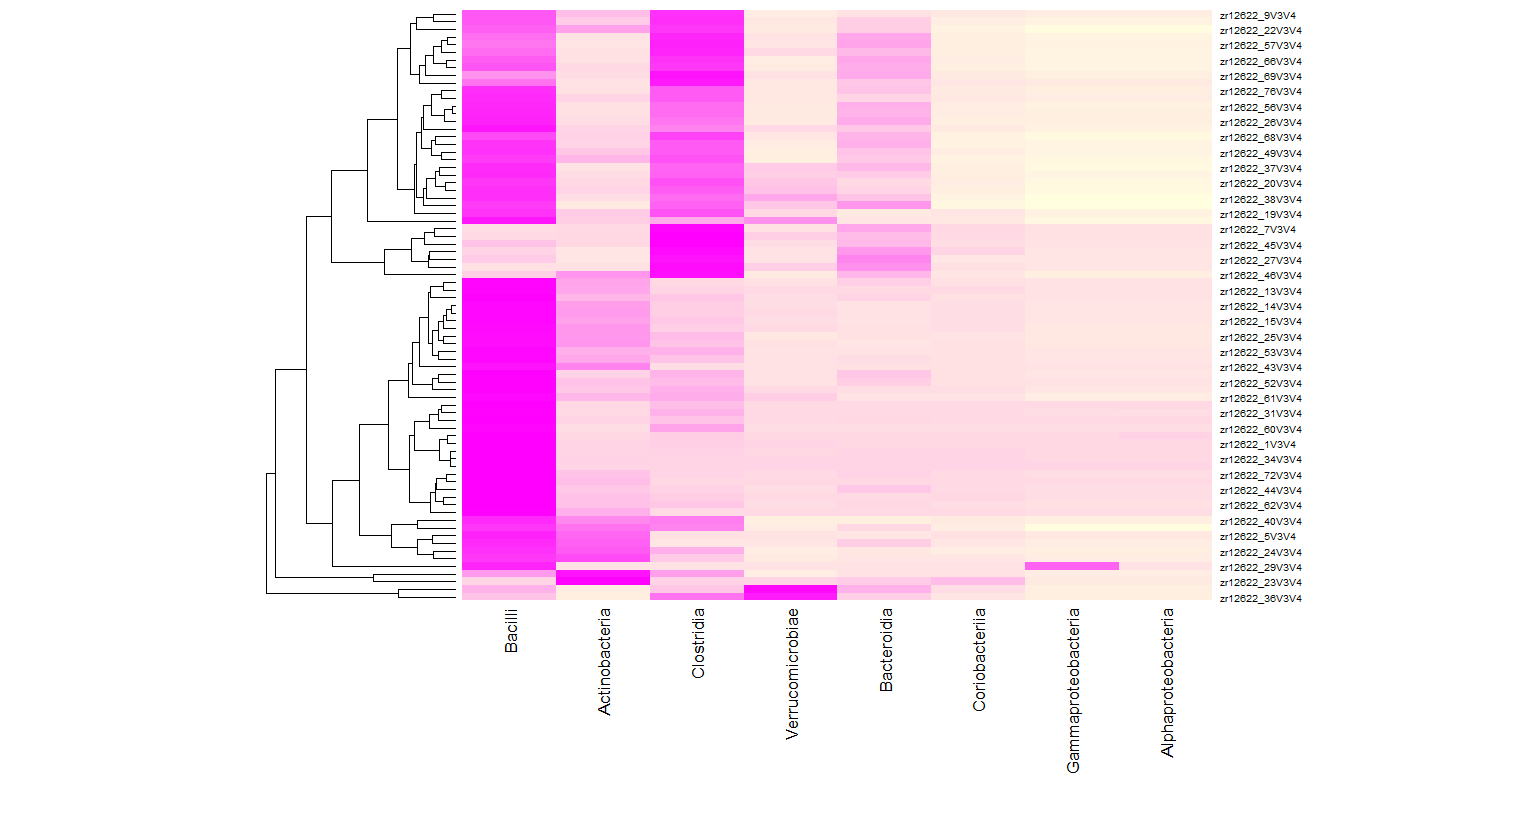 zr12622_9V3V4
zr12622_22V3V4
zr12622_57V3V4
zr12622_66V3V4
zr12622_69V3V4
zr12622_76V3V4
zr12622_56V3V4
zr12622_26V3V4
zr12622_68V3V4
zr12622_49V3V4
zr12622_37V3V4
zr12622_20V3V4
zr12622_38V3V4
zr12622_19V3V4
zr12622_7V3V4
zr12622_45V3V4
zr12622_27V3V4
zr12622_46V3V4
zr12622_13V3V4
zr12622_14V3V4
zr12622_15V3V4
zr12622_25V3V4
zr12622_53V3V4
zr12622_43V3V4
zr12622_52V3V4
zr12622_61V3V4
zr12622_31V3V4
zr12622_60V3V4
zr12622_1V3V4
zr12622_34V3V4
zr12622_72V3V4
zr12622_44V3V4
zr12622_62V3V4
zr12622_40V3V4
zr12622_5V3V4
zr12622_24V3V4
zr12622_29V3V4
zr12622_23V3V4
zr12622_36V3V4
Bacilli
Actinobacteria
Clostridia
Verrucomicrobiae
Bacteroidia
Coriobacteriia
Gammaproteobacteria
Alphaproteobacteria